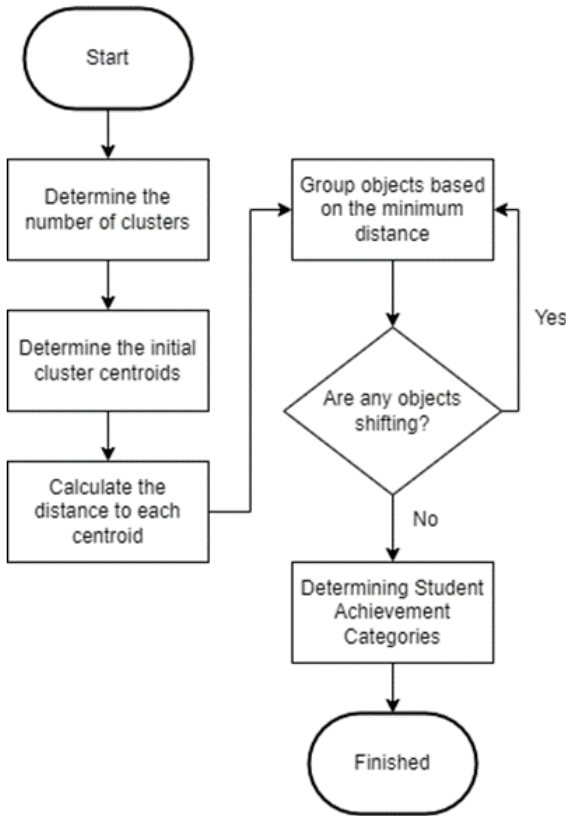 Start
Determine the
number of clusters
Determine the initial
cluster centroids
Calculate the
distance to each
centroid
Group objects based
on the minimum
distance
Yes
Are any objects
shifting?
No
Determining Student
Achievement
Categories
Finished